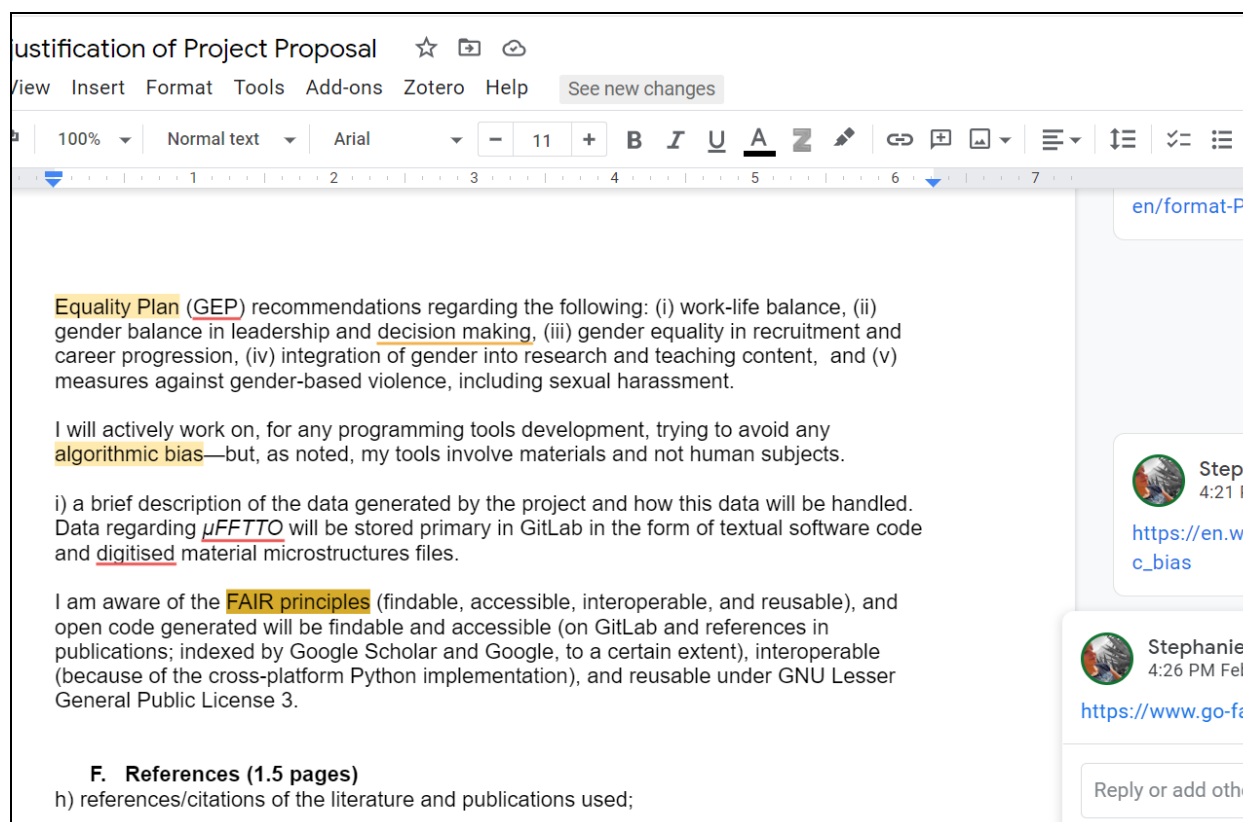 justification of Project Proposal
View Insert Format Tools Add-ons Zotero Help See new changes
100% Normal text Arial − 11 + B I U A
1 2 3 4 5 6 7
en/format-P
Equality Plan (GEP) recommendations regarding the following: (i) work-life balance, (ii)
gender balance in leadership and decision making, (iii) gender equality in recruitment and
career progression, (iv) integration of gender into research and teaching content,  and (v)
measures against gender-based violence, including sexual harassment.
I will actively work on, for any programming tools development, trying to avoid any
algorithmic bias—but, as noted, my tools involve materials and not human subjects.
Step
4:21 P
https://en.w
c_bias
i) a brief description of the data generated by the project and how this data will be handled.
Data regarding µFFTTO will be stored primary in GitLab in the form of textual software code
and digitised material microstructures files.
I am aware of the FAIR principles (findable, accessible, interoperable, and reusable), and
open code generated will be findable and accessible (on GitLab and references in
publications; indexed by Google Scholar and Google, to a certain extent), interoperable
(because of the cross-platform Python implementation), and reusable under GNU Lesser
General Public License 3.
Stephanie
4:26 PM Feb
https://www.go-fa
Reply or add othe
F. References (1.5 pages)
h) references/citations of the literature and publications used;